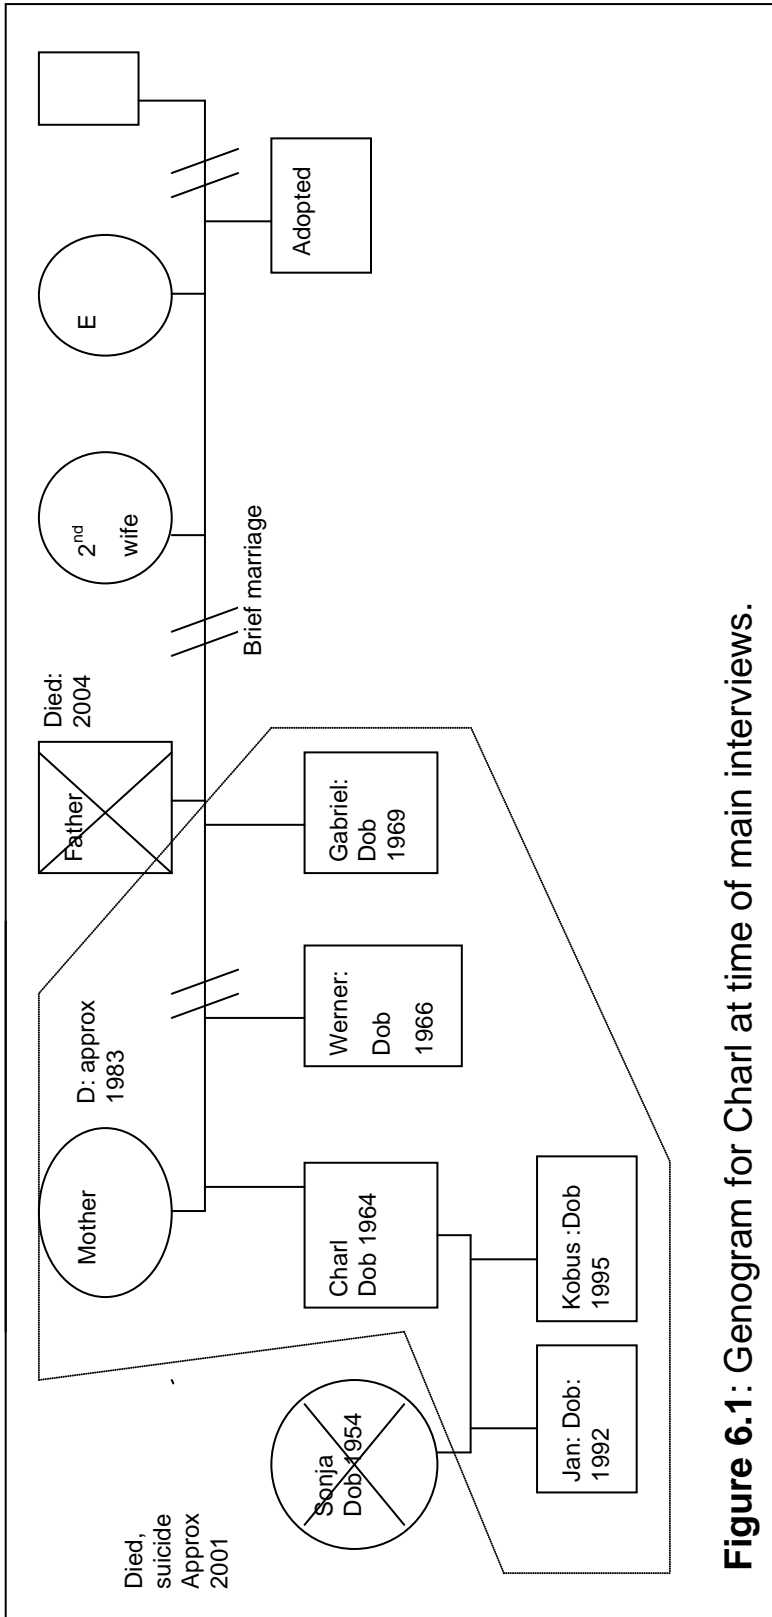 Died,
suicide
Approx
2001
Sonja
Dob 1954
Jan: Dob:
1992
Mother
D: approx
1983
Charl
Dob 1964
Kobus :Dob
1995
Werner:
Dob
1966
Father
Died:
2004
Gabriel:
Dob
1969
Brief marriage
2nd
wife
E
Adopted
Figure 6.1: Genogram for Charl at time of main interviews.